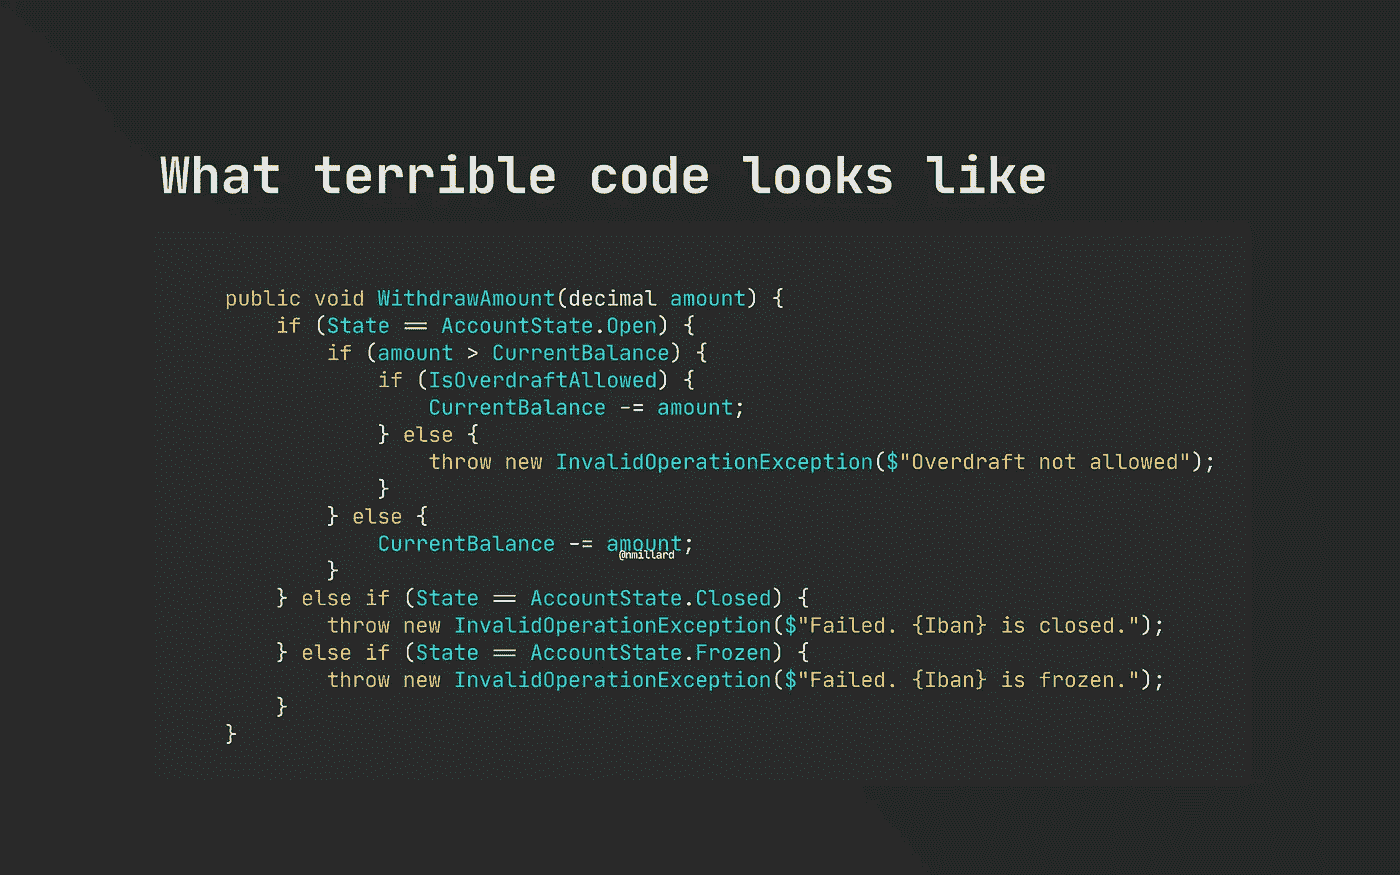 What terrible code looks like
public void WithdrawAmount(decimal amount) {
    if (State == AccountState.Open) {
        if (amount > CurrentBalance) {
            if (IsOverdraftAllowed) {
                CurrentBalance -= amount;
            } else {
                throw new InvalidOperationException($"Overdraft not allowed");
            }
        } else {
            CurrentBalance -= amount;
@nmillard
        }
    } else if (State == AccountState.Closed) {
        throw new InvalidOperationException($"Failed. {Iban} is closed.");
    } else if (State == AccountState.Frozen) {
        throw new InvalidOperationException($"Failed. {Iban} is frozen.");
    }
}